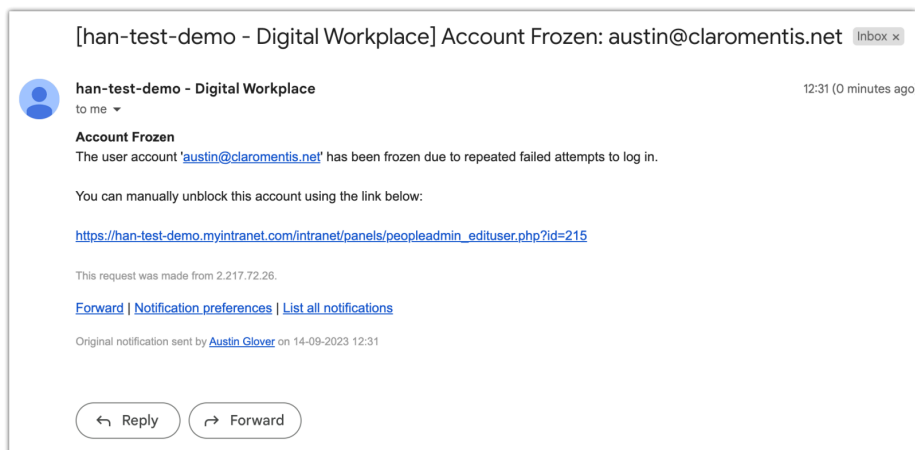 [han-test-demo - Digital Workplace] Account Frozen: austin@claromentis.net Inbox ×
han-test-demo - Digital Workplace 12:31 (0 minutes ago
to me
Account Frozen
The user account 'austin@claromentis.net' has been frozen due to repeated failed attempts to log in.
You can manually unblock this account using the link below:
https://han-test-demo.myintranet.com/intranet/panels/peopleadmin_edituser.php?id=215
This request was made from 2.217.72.26.
Forward | Notification preferences | List all notifications
Original notification sent by Austin Glover on 14-09-2023 12:31
Reply Forward